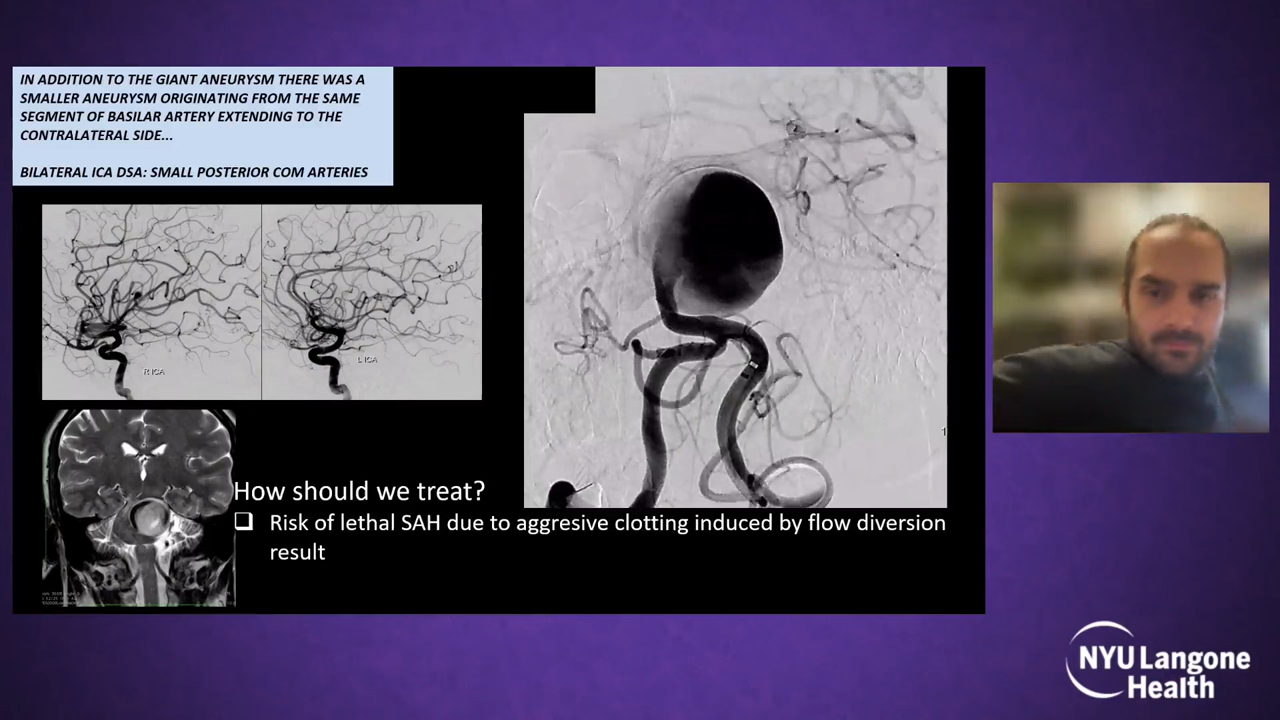 IN ADDITION TO THE GIANT ANEURYSM THERE WAS A
SMALLER ANEURYSM ORIGINATING FROM THE SAME
SEGMENT OF BASILAR ARTERY EXTENDING TO THE
CONTRALATERAL SIDE...
BILATERAL ICA DSA: SMALL POSTERIOR COM ARTERIES
R ICA
L ICA
1
How should we treat?
Risk of lethal SAH due to aggresive clotting induced by flow diversion
result
NYU Langone
Health